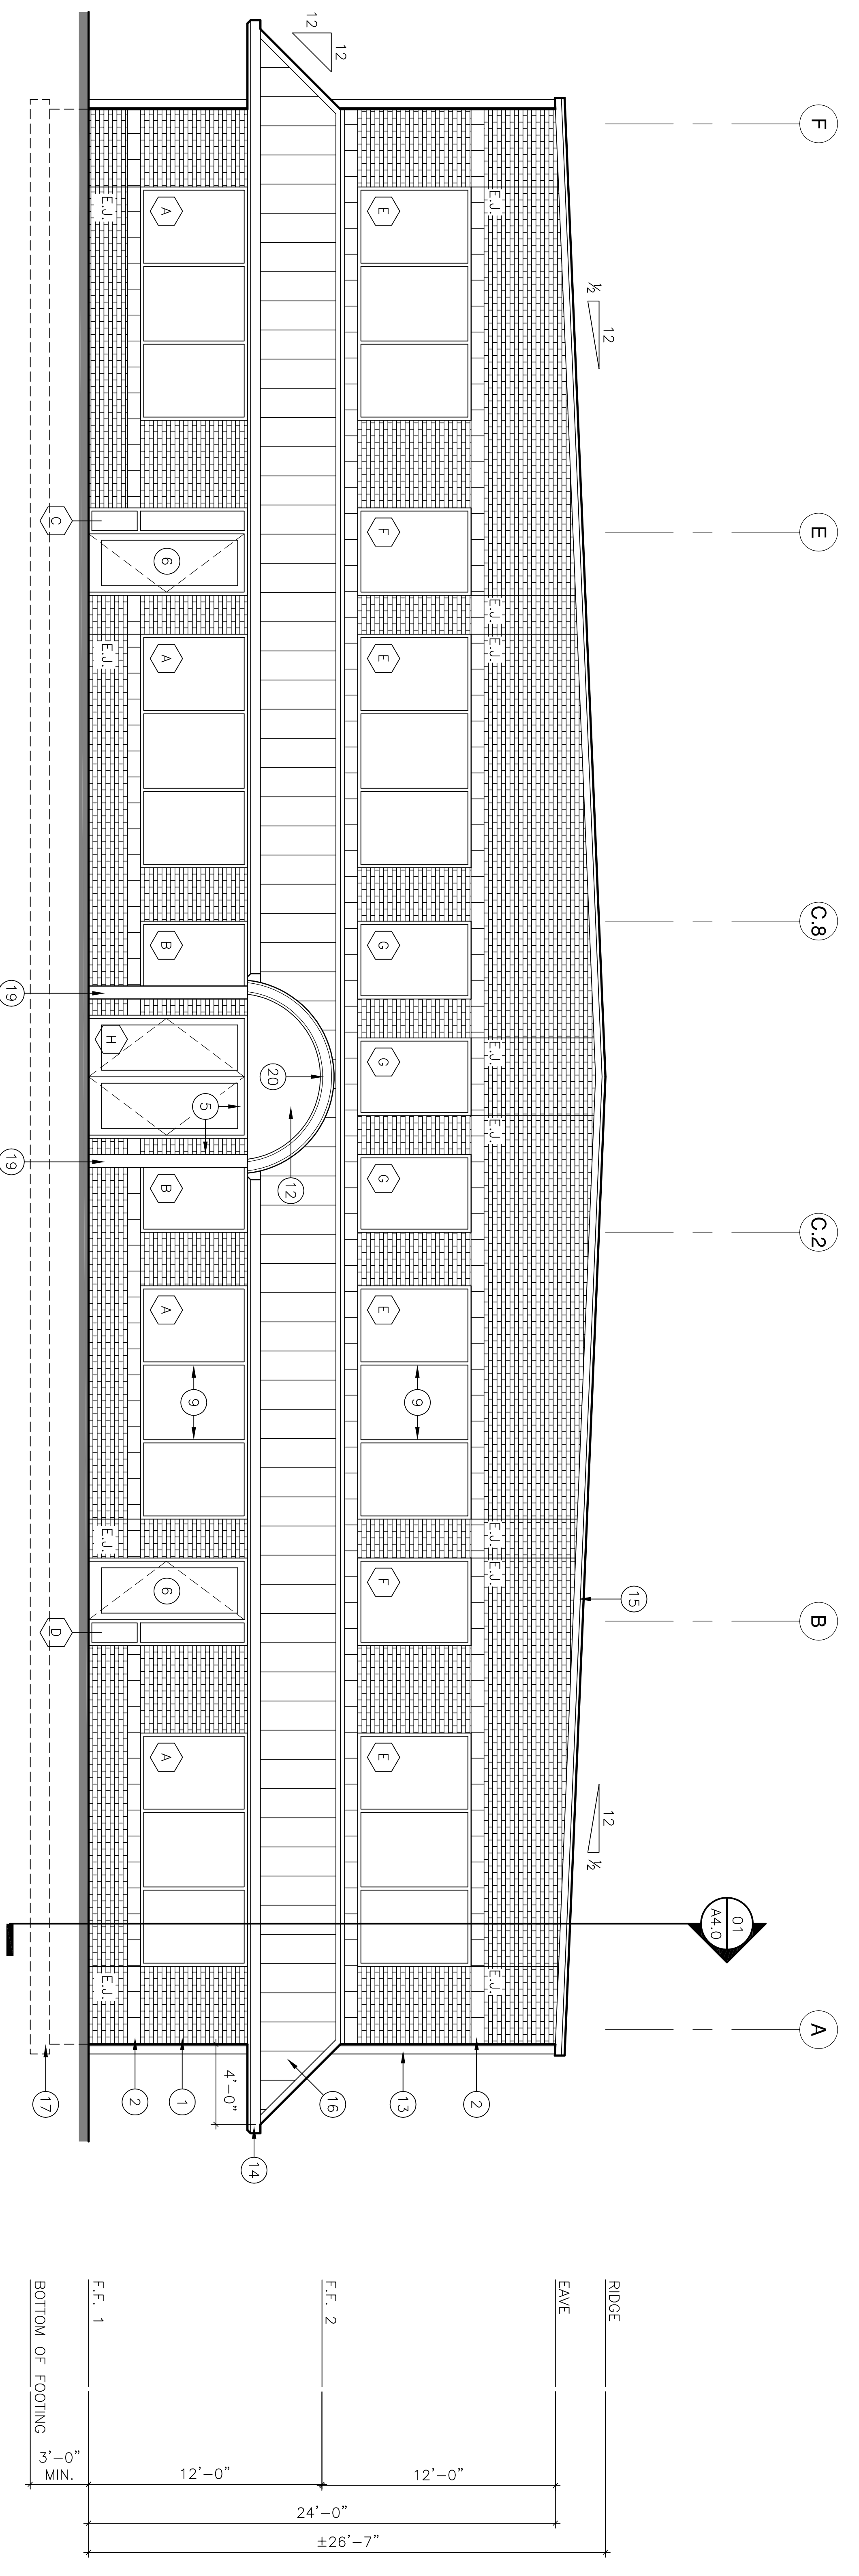 F
E
C.8
C.2
B
A
01
A4.0
½
12
12
½
15
12
12
E.J.
E.J.
E.J.
E.J.
E.J.
E.J.
E.J.
E.J.
E
F
E
G
G
G
E
F
E
9
2
13
16
14
20
12
5
A
A
B
B
A
A
9
6
H
6
1
2
17
4'-0"
E.J.
E.J.
E.J.
E.J.
C
19
19
D
RIDGE
EAVE
F.F. 2
F.F. 1
BOTTOM OF FOOTING
12'-0"
12'-0"
3'-0"
MIN.
24'-0"
±26'-7"